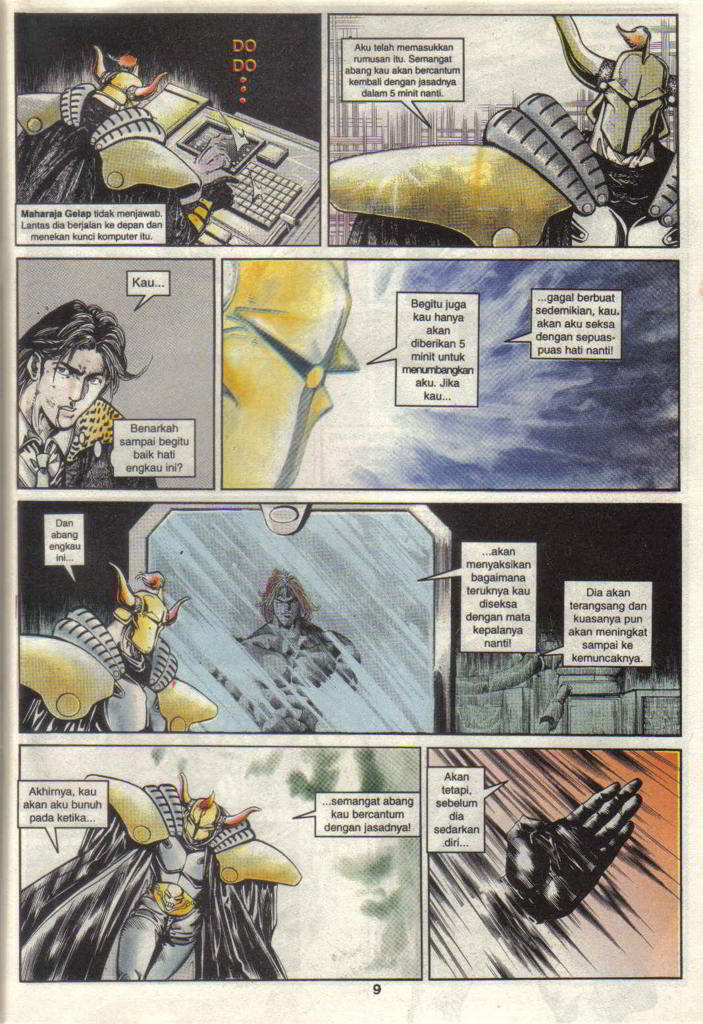 DO
DO
Maharaja Gelap tidak menjawab.
Lantas dia berjalan ke depan dan
menekan kunci komputer itu.
Aku telah memasukkan
rumusan itu. Semangat
abang kau akan bercantum
kembali dengan jasadnya
dalam 5 minit nanti.
Kau...
Benarkah
sampai begitu
baik hati
engkau ini?
Begitu juga
kau hanya
akan
diberikan 5
minit untuk
menumbangkan
aku. Jika
kau...
...gagal berbuat
sedemikian, kau.
akan aku seksa
dengan sepuas-
puas hati nanti!
Dan
abang
engkau
ini...
...akan
menyaksikan
bagaimana
teruknya kau
diseksa
dengan mata
kepalanya
nanti!
Dia akan
terangsang dan
kuasanya pun
akan meningkat
sampai ke
kemuncaknya.
Akhirnya, kau
akan aku bunuh
pada ketika...
...semangat abang
kau bercantum
dengan jasadnya!
Akan
tetapi,
sebelum
dia
sedarkan
diri...
9